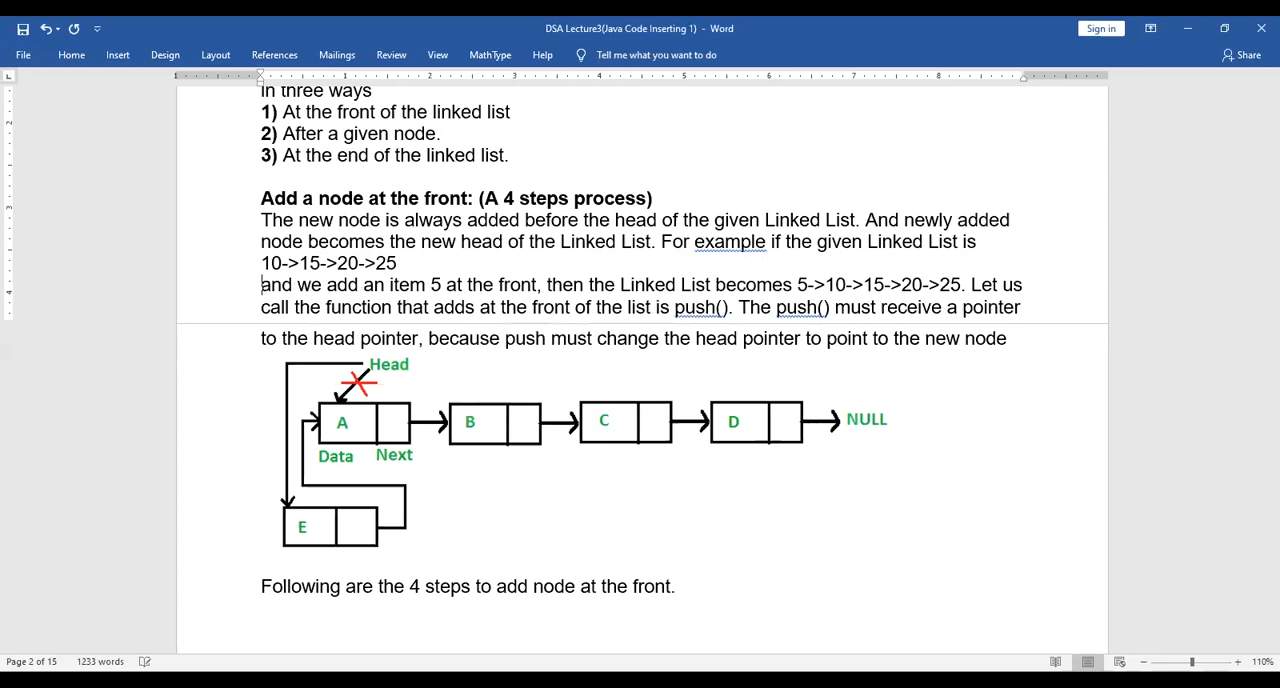 DSA Lecture3(Java Code Inserting 1) - Word
Sign in
File Home Insert Design Layout References Mailings Review View MathType Help Tell me what you want to do Share
1 1 2 3 4 5 6 7 8
in three ways
1) At the front of the linked list
2) After a given node.
3) At the end of the linked list.
Add a node at the front: (A 4 steps process)
The new node is always added before the head of the given Linked List. And newly added
node becomes the new head of the Linked List. For example if the given Linked List is
10->15->20->25
and we add an item 5 at the front, then the Linked List becomes 5->10->15->20->25. Let us
call the function that adds at the front of the list is push(). The push() must receive a pointer
to the head pointer, because push must change the head pointer to point to the new node
Head
A B C D NULL
Data Next
E
Following are the 4 steps to add node at the front.
Page 2 of 15 1233 words 110%